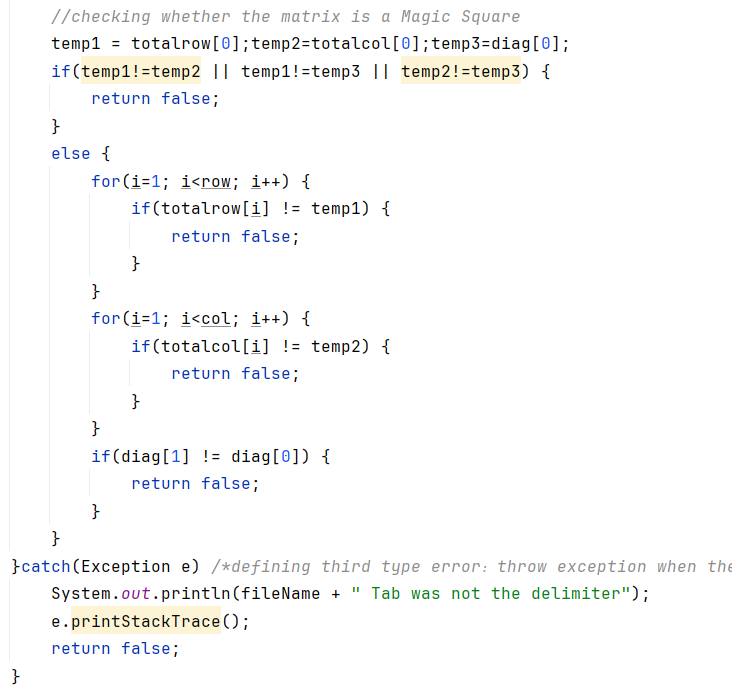 //checking whether the matrix is a Magic Square
temp1 = totalrow[0];temp2=totalcol[0];temp3=diag[0];
if(temp1!=temp2 || temp1!=temp3 || temp2!=temp3) {
return false;
}
else {
for(i=1; i<row; i++) {
if(totalrow[i] != temp1) {
return false;
}
}
for(i=1; i<col; i++) {
if(totalcol[i] != temp2) {
return false;
}
}
if(diag[1] != diag[0]) {
return false;
}
}
}catch(Exception e) /*defining third type error: throw exception when the
System.out.println(fileName + " Tab was not the delimiter");
e.printStackTrace();
return false;
}